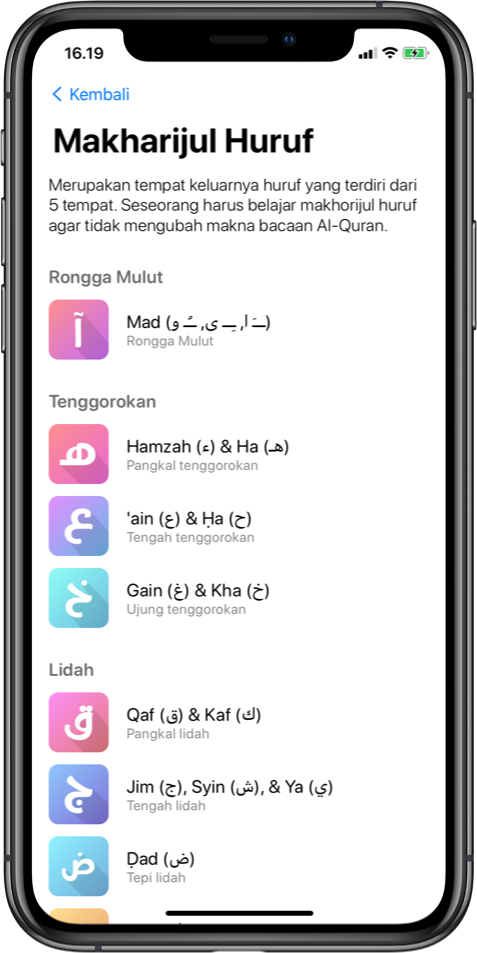 16.19
Kembali
Makharijul Huruf
Merupakan tempat keluarnya huruf yang terdiri dari
5 tempat. Seseorang harus belajar makhorijul huruf
agar tidak mengubah makna bacaan Al-Quran.
Rongga Mulut
آ
Mad (ـَـ ا, ـِـ ى, ـُـ و)
Rongga Mulut
Tenggorokan
هـ
Hamzah (ء) & Ha (هـ)
Pangkal tenggorokan
ع
'ain (ع) & Ḥa (ح)
Tengah tenggorokan
خ
Gain (غ) & Kha (خ)
Ujung tenggorokan
Lidah
ق
Qaf (ق) & Kaf (ك)
Pangkal lidah
ج
Jim (ج), Syin (ش), & Ya (ي)
Tengah lidah
ض
Ḍad (ض)
Tepi lidah